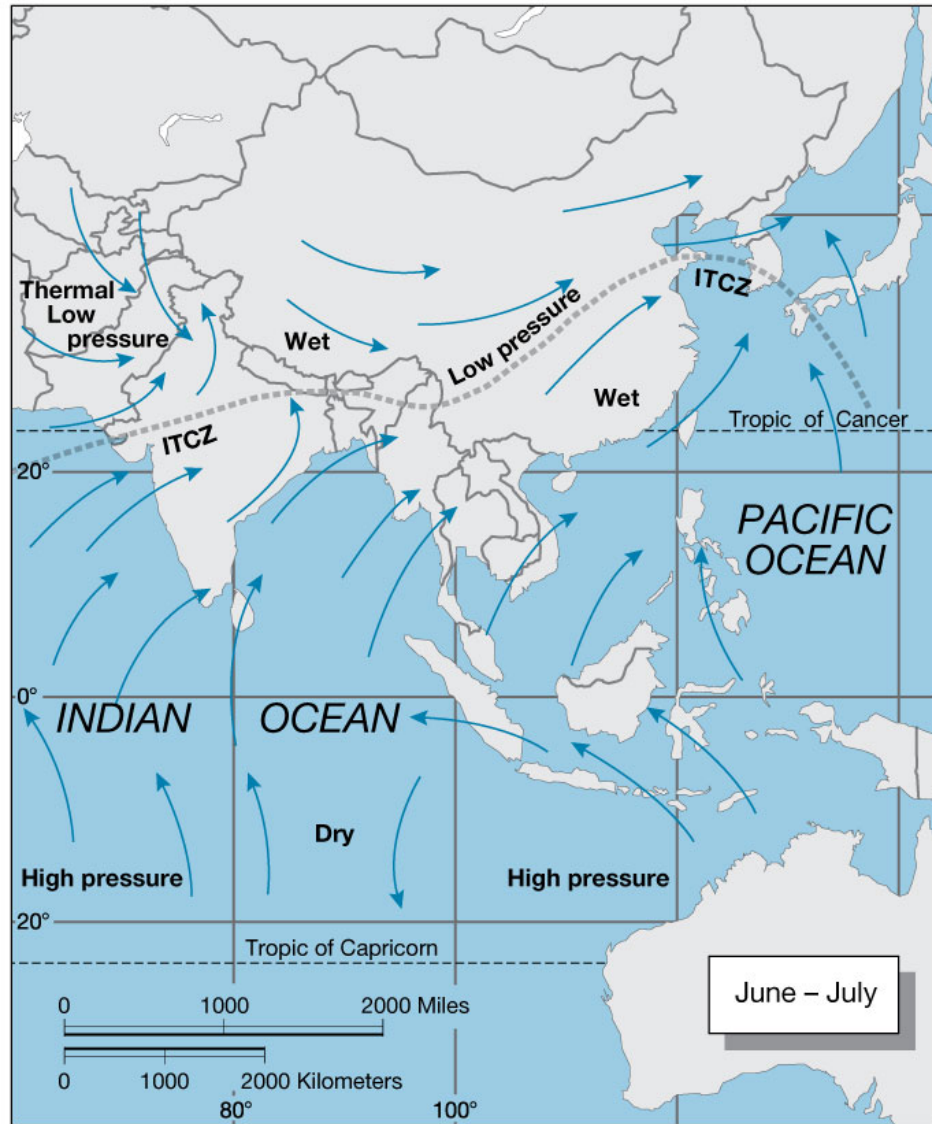 Thermal
Low
pressure
Wet
Low pressure
ITCZ
Wet
ITCZ
Tropic of Cancer
20°
PACIFIC
OCEAN
0°
INDIAN OCEAN
Dry
High pressure
High pressure
20°
Tropic of Capricorn
June – July
0 1000 2000 Miles
0 1000 2000 Kilometers
80° 100°